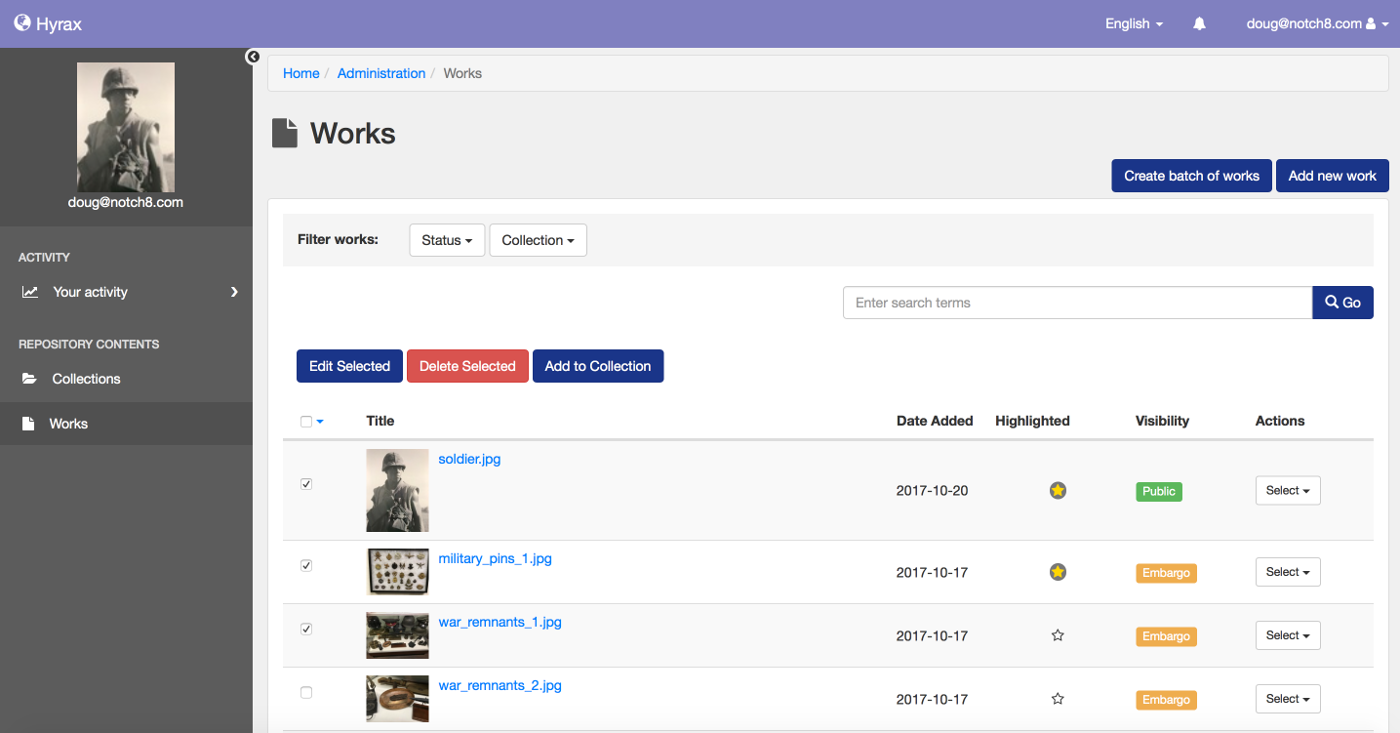 Hyrax
English
doug@notch8.com
doug@notch8.com
ACTIVITY
Your activity
REPOSITORY CONTENTS
Collections
Works
Home / Administration / Works
Works
Create batch of works Add new work
Filter works: Status Collection
Enter search terms Go
Edit Selected Delete Selected Add to Collection
Title Date Added Highlighted Visibility Actions
soldier.jpg
2017-10-20 Public Select
military_pins_1.jpg
2017-10-17 Embargo Select
war_remnants_1.jpg
2017-10-17 Embargo Select
war_remnants_2.jpg
2017-10-17 Embargo Select